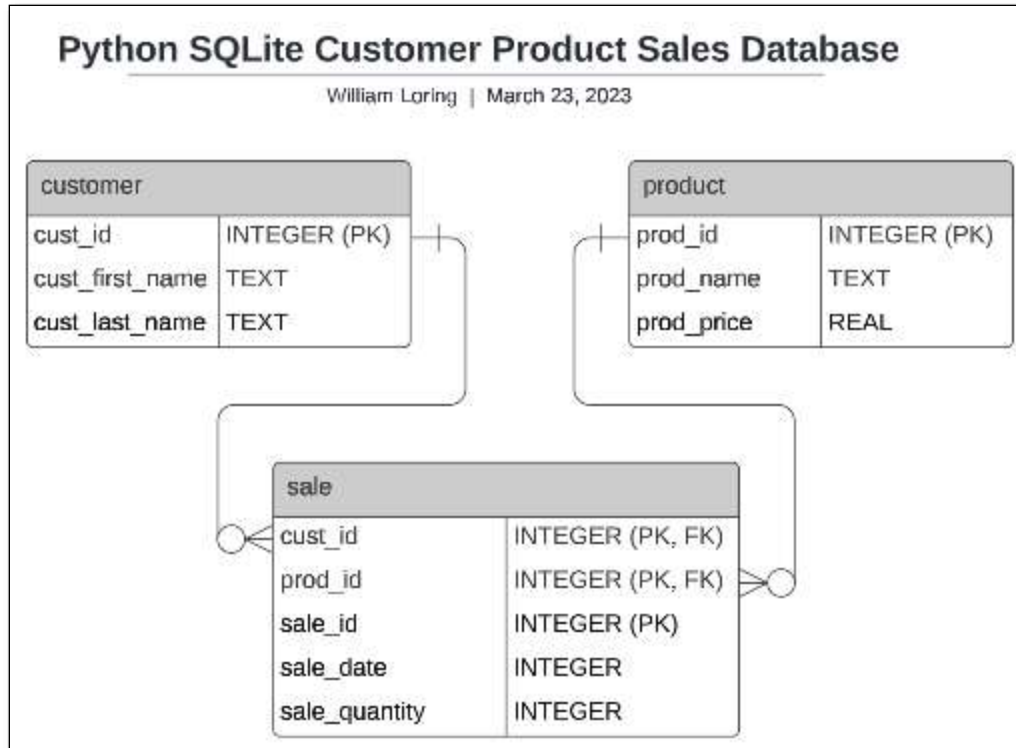 Python SQLite Customer Product Sales Database
William Loring | March 23, 2023
customer
cust_id INTEGER (PK)
cust_first_name TEXT
cust_last_name TEXT
product
prod_id INTEGER (PK)
prod_name TEXT
prod_price REAL
sale
cust_id INTEGER (PK, FK)
prod_id INTEGER (PK, FK)
sale_id INTEGER (PK)
sale_date INTEGER
sale_quantity INTEGER